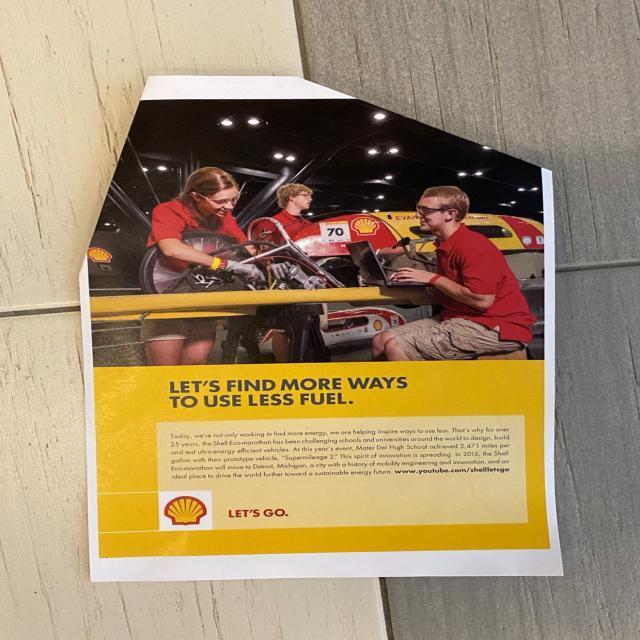 EVAN
70
LET'S FIND MORE WAYS
TO USE LESS FUEL.
Today, we're not only working to find more energy, we are helping inspire ways to use less. That's why for over
25 years, the Shell Eco-marathon has been challenging schools and universities around the world to design, build
and test ultra-energy efficient vehicles. At this year's event, Mater Dei High School achieved 2,471 miles per
gallon with their prototype vehicle, "Supermileage 2." This spirit of innovation is spreading. In 2015, the Shell
Eco-marathon will move to Detroit, Michigan, a city with a history of mobility engineering and innovation, and an
ideal place to drive the world further toward a sustainable energy future. www.youtube.com/shellletsgo
LET'S GO.